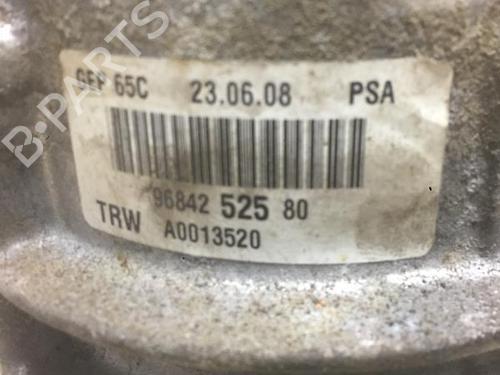 GEP 65C 23.06.08 PSA
96842 525 80
TRW A0013520
B-PARTS